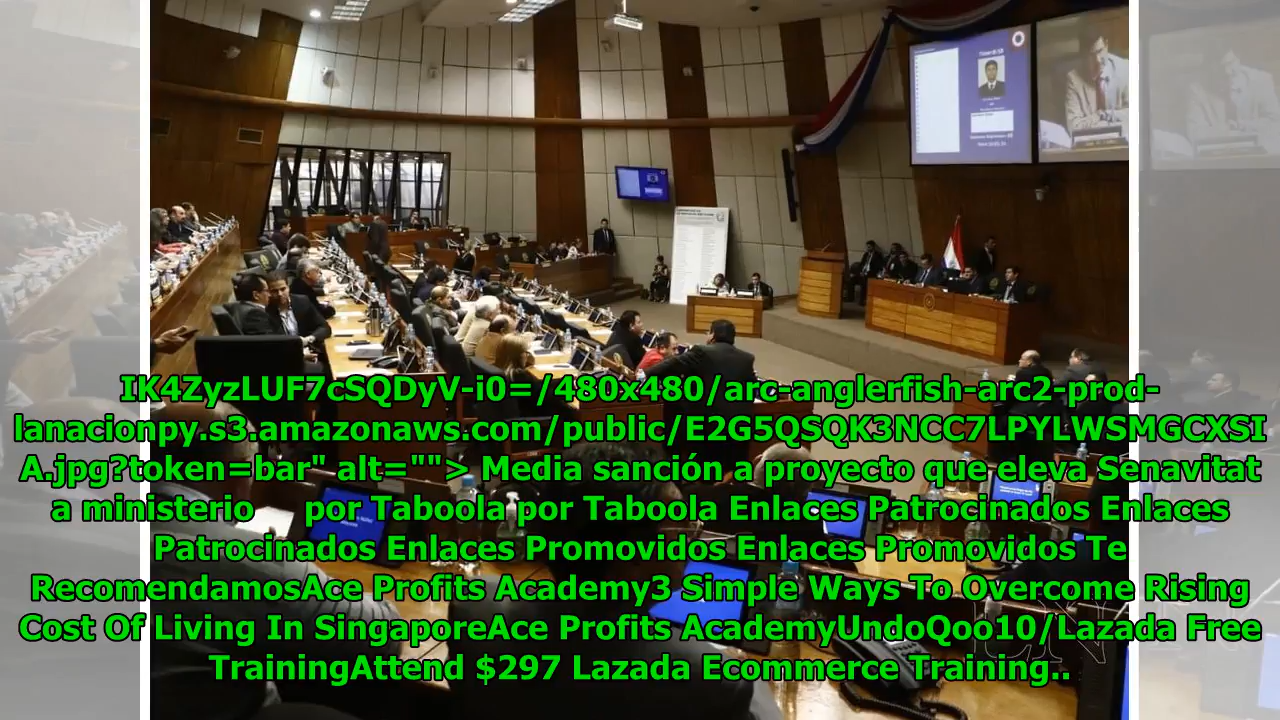 IK4ZyzLUF7cSQDyV-i0=/480x480/arc-anglerfish-arc2-prod-
lanacionpy.s3.amazonaws.com/public/E2G5QSQK3NCC7LPYLWSMGCXSI
A.jpg?token=bar" alt=""> Media sanción a proyecto que eleva Senavitat
a ministerio por Taboola por Taboola Enlaces Patrocinados Enlaces
Patrocinados Enlaces Promovidos Enlaces Promovidos Te
RecomendamosAce Profits Academy3 Simple Ways To Overcome Rising
Cost Of Living In SingaporeAce Profits AcademyUndoQoo10/Lazada Free
TrainingAttend $297 Lazada Ecommerce Training..